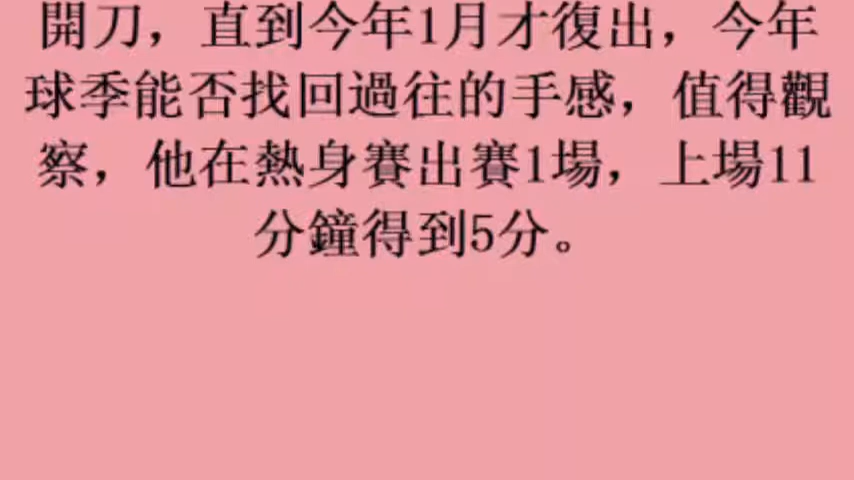 開刀，直到今年1月才復出，今年
球季能否找回過往的手感，值得觀
察，他在熱身賽出賽1場，上場11
分鐘得到5分。